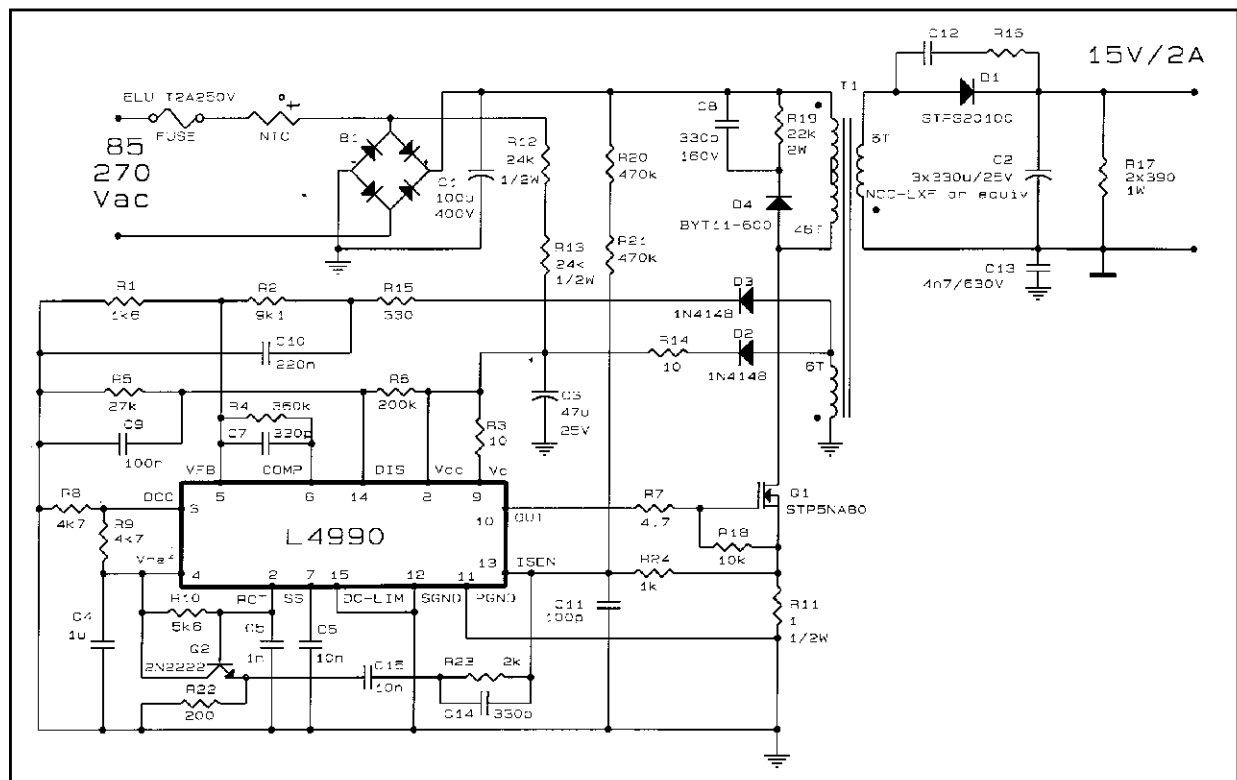 C12
R16
15V/2A
ELU T2A250V
FUSE
NTC
T1
D1
STPS2010C
85
270
Vac
B1
C1
100u
400V
R12
24k
1/2W
R20
470k
C8
330p
160V
R19
22k
2W
5T
C2
3x330u/25V
NCC-LXF or equiv
R17
2x390
1W
D4
BYT11-600
46T
R13
24k
1/2W
R21
470k
C13
4n7/630V
R1
1k6
R2
9k1
R15
330
D3
1N4148
C10
220n
R14
10
D2
1N4148
6T
R5
27k
R6
200k
C3
47u
25V
R4
360k
C9
100n
C7
330p
R3
10
VFB
COMP
DIS
Vcc
Vc
5
6
14
8
9
R8
4k7
DCC
3
R9
4k7
L4990
10
OUT
R7
4.7
Q1
STP5NA80
R18
10k
Vref
4
13
ISEN
R24
1k
2
7
15
12
11
R10
5k6
RCT
SS
DC-LIM
SGND
PGND
C11
100p
R11
1
1/2W
C4
1u
Q2
2N2222
1n
C5
10n
R22
200
C15
10n
R23
2k
C14
330p